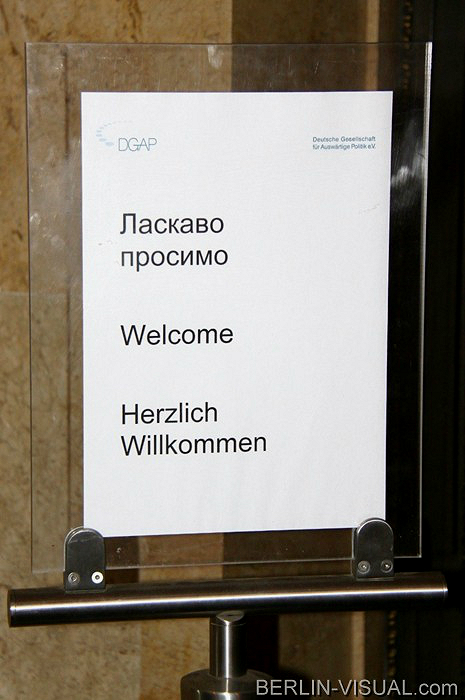 DGAP
Deutsche Gesellschaft
für Auswärtige Politik e.V.
Ласкаво
просимо
Welcome
Herzlich
Willkommen
BERLIN-VISUAL.com